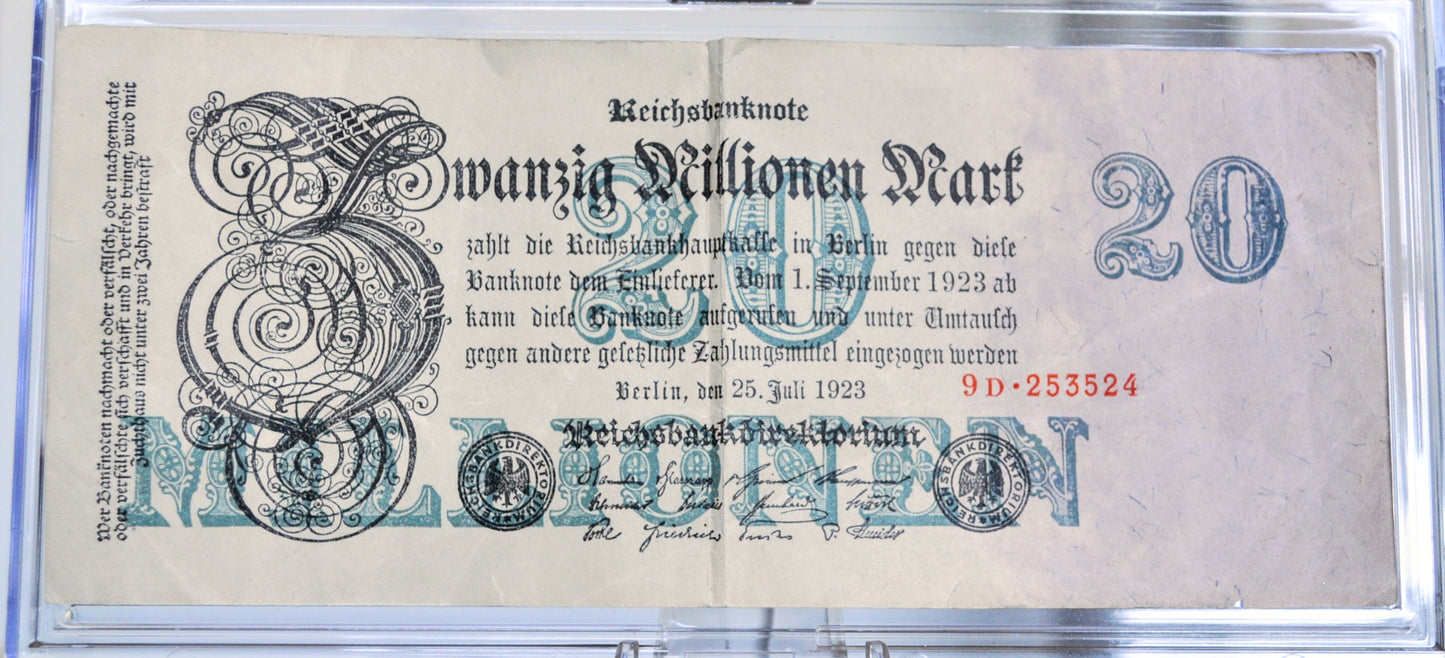 Wer Banknoten nachmacht oder verfälscht, oder nachgemachte
oder verfälschte sich verschafft und in Verkehr bringt, wird mit
Zuchthaus nicht unter zwei Jahren bestraft
Reichsbanknote
Zwanzig Millionen Mark
20
20
zahlt die Reichsbankhauptkasse in Berlin gegen diese
Banknote dem Einlieferer. Vom 1. September 1923 ab
kann diese Banknote aufgerufen und unter Umtausch
gegen andere gesetzliche Zahlungsmittel eingezogen werden
Berlin, den 25. Juli 1923
9D·253524
MILLIONEN
Reichsbankdirektorium
REICHSBANKDIREKTORIUM
REICHSBANKDIREKTORIUM